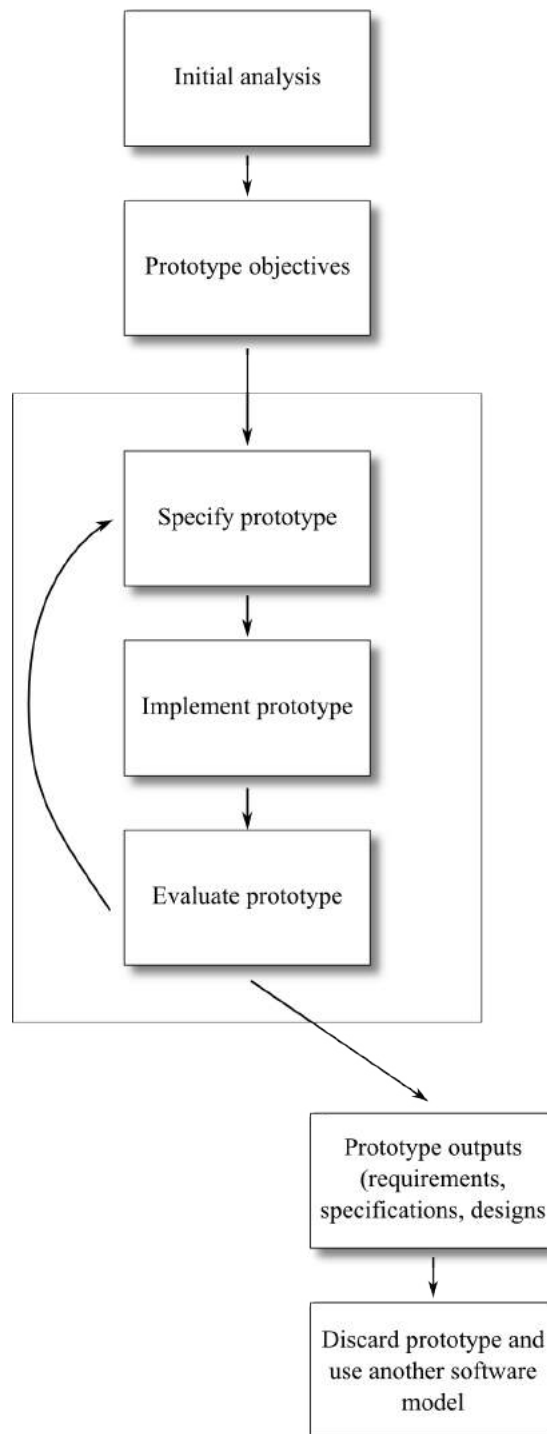 Initial analysis
Prototype objectives
Specify prototype
Implement prototype
Evaluate prototype
Prototype outputs
(requirements,
specifications, designs
Discard prototype and
use another software
model